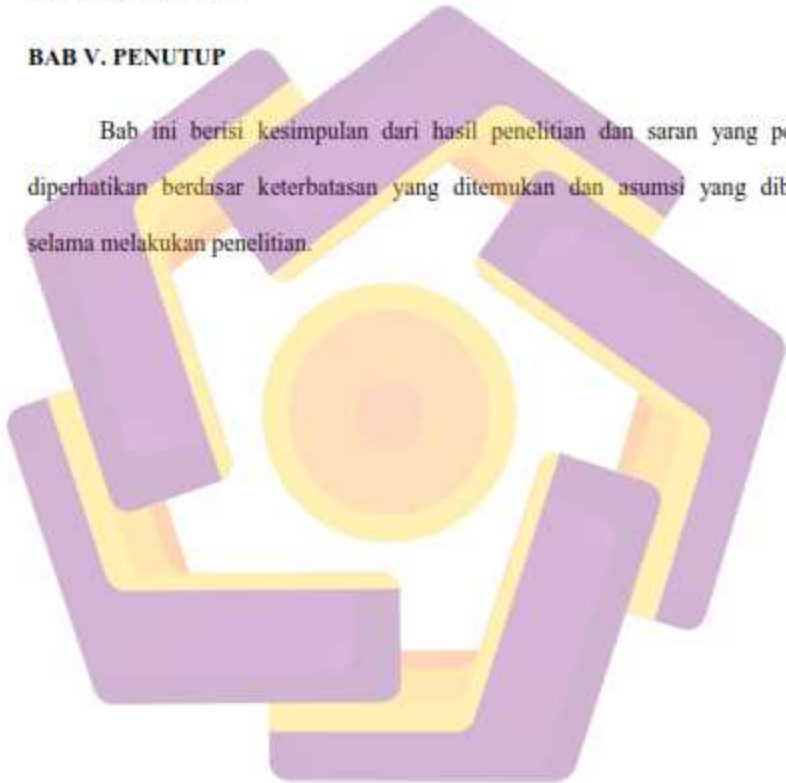 BAB V. PENUTUP
Bab ini berisi kesimpulan dari hasil penelitian dan saran yang
diperhatikan berdasar keterbatasan yang ditemukan dan asumsi yang
selama melakukan penelitian.